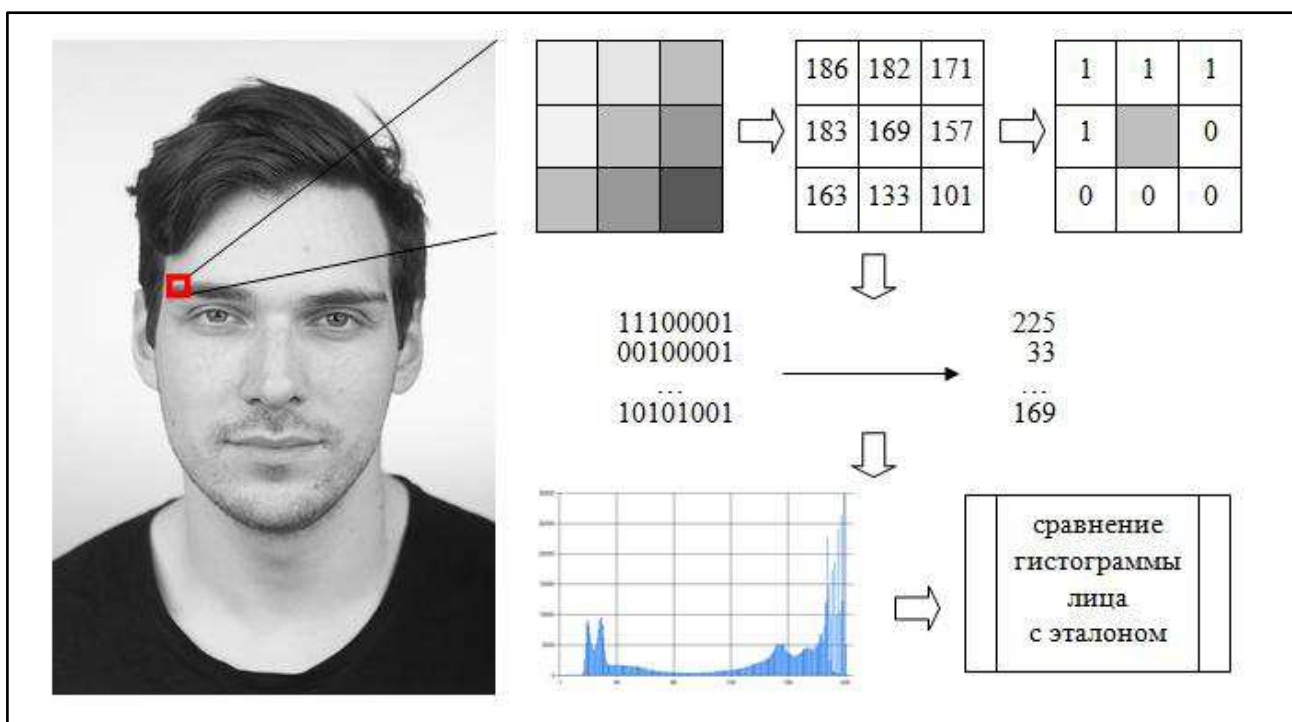 186 182 171
183 169 157
163 133 101
1 1 1
1 0
0 0 0
11100001
00100001
...
10101001
225
33
...
169
сравнение
гистограммы
лица
с эталоном